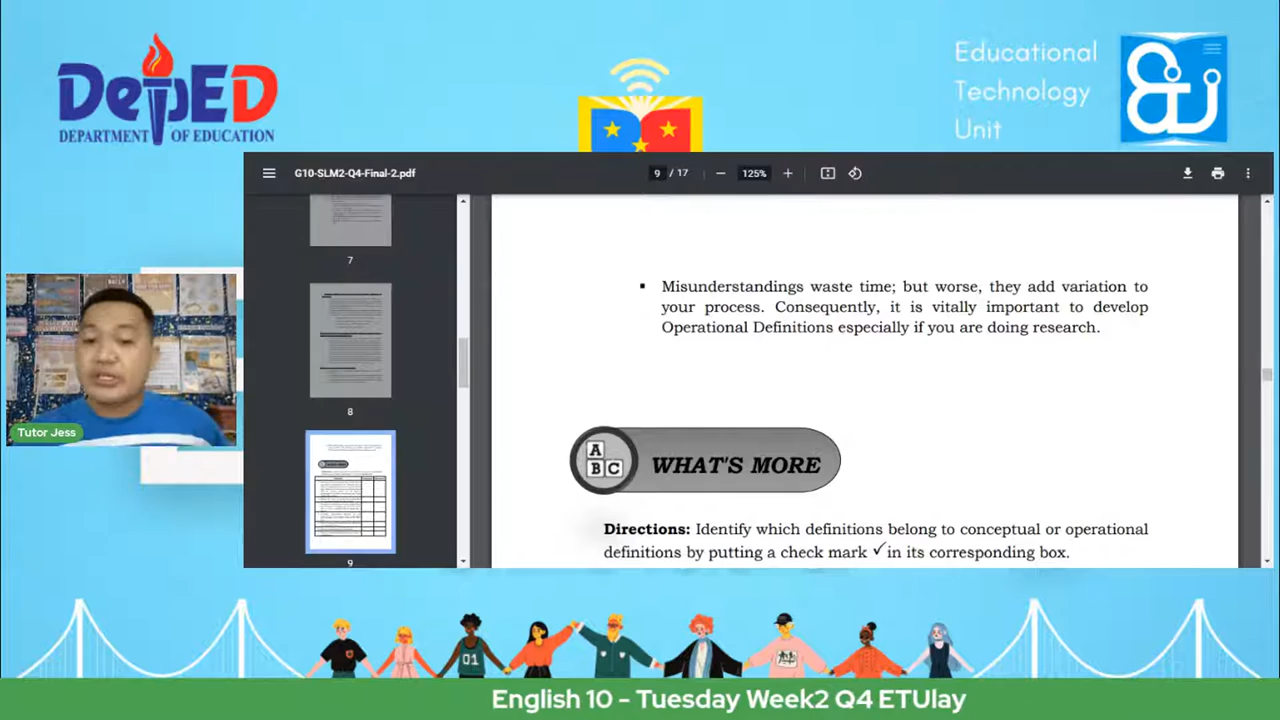 DepED
DEPARTMENT OF EDUCATION
Educational
Technology
Unit
G10-SLM2-Q4-Final-2.pdf
9 / 17
125%
7
8
9
Misunderstandings waste time; but worse, they add variation to
your process. Consequently, it is vitally important to develop
Operational Definitions especially if you are doing research.
A
B C
WHAT'S MORE
Directions: Identify which definitions belong to conceptual or operational
definitions by putting a check mark ✓in its corresponding box.
Tutor Jess
01
English 10 - Tuesday Week2 Q4 ETUlay